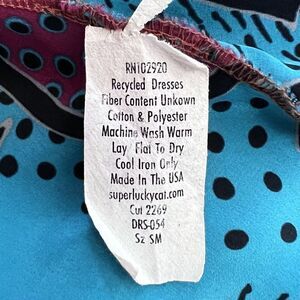 RN102920
Recycled Dresses
Fiber Content Unkown
Cotton & Polyester
Machine Wash Warm
Lay Flat To Dry
Cool Iron Only
Made In The USA
superluckycat.com
Cut 2269
DRS-054
Sz SM